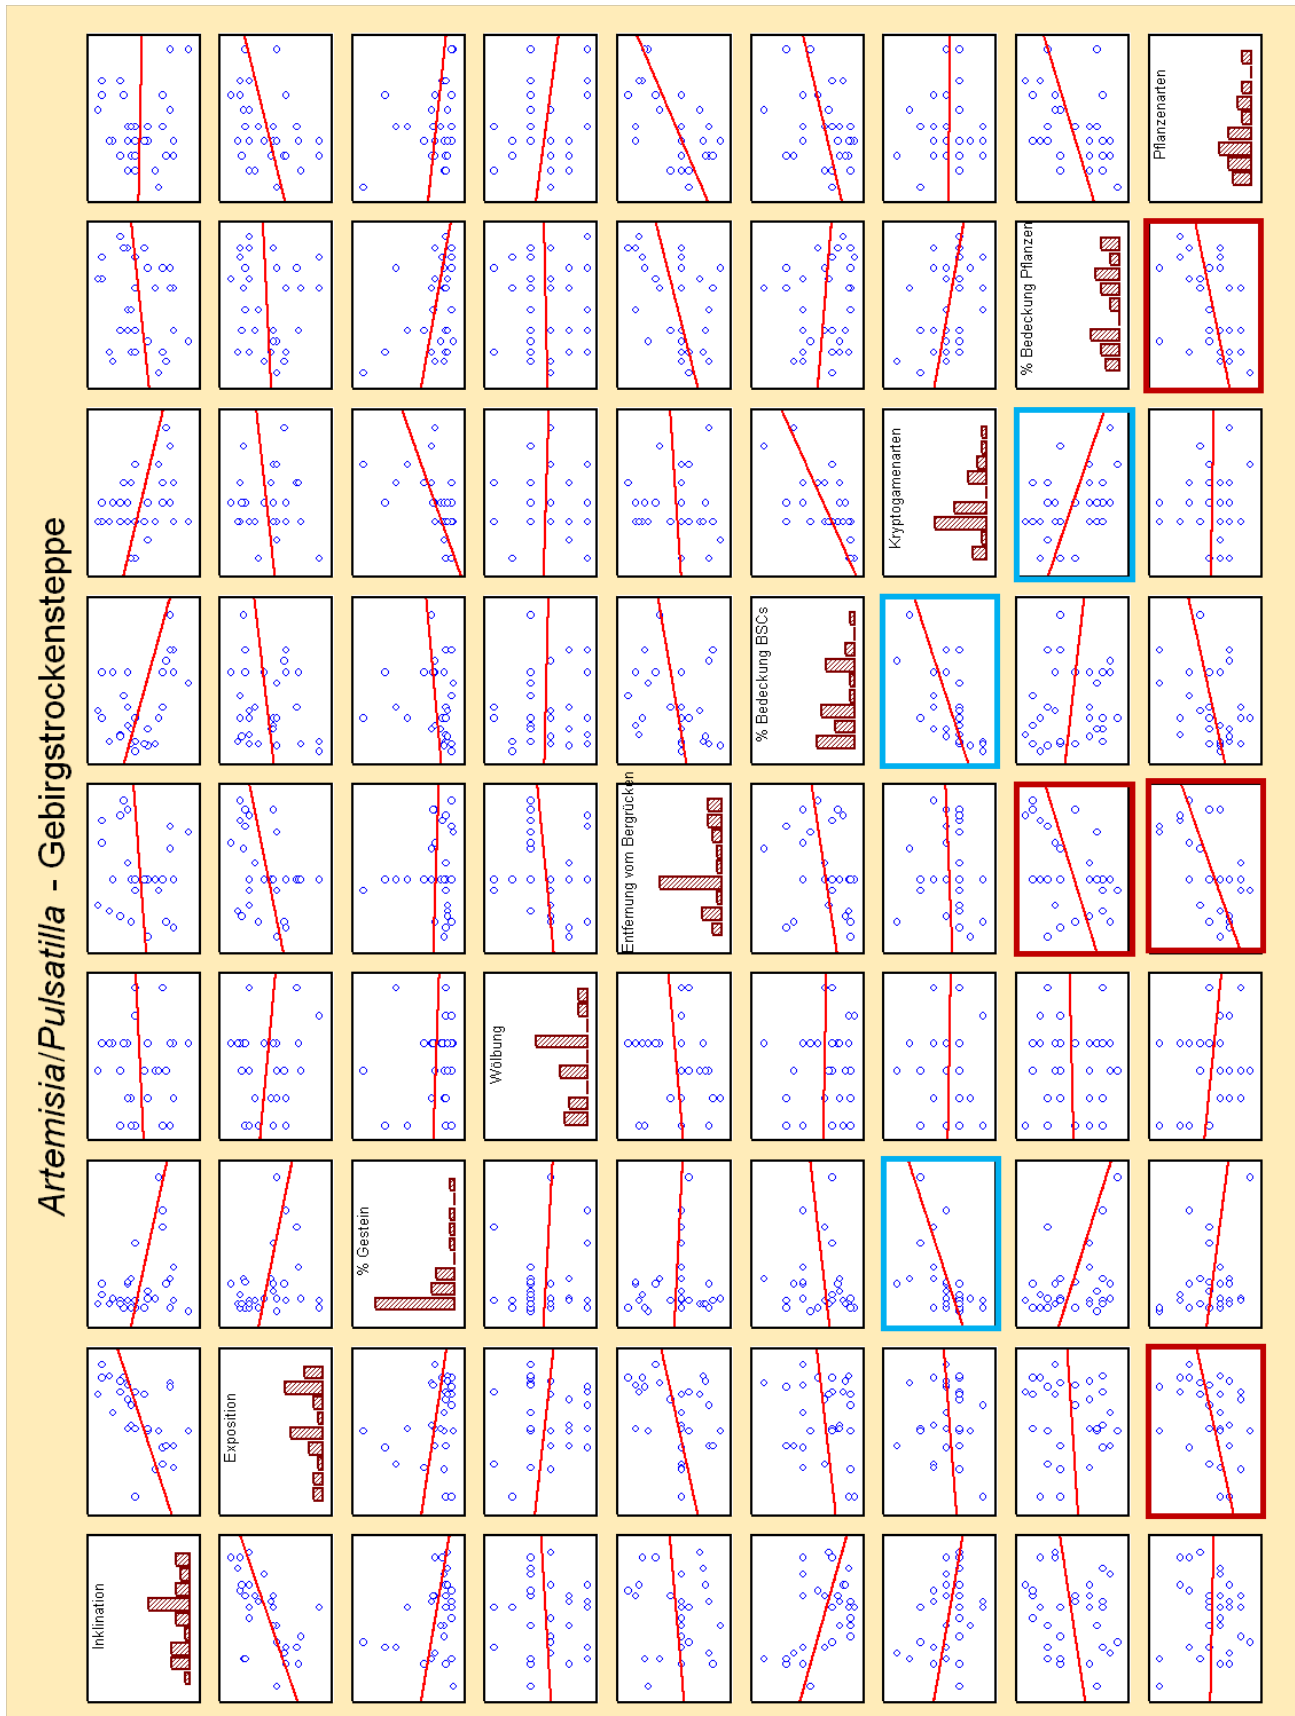 Artemisia/Pulsatilla - Gebirgstrockensteppe
Inklination
Exposition
% Gestein
Wölbung
Entfernung vom Bergrücken
% Bedeckung BSCs
Kryptogamenarten
% Bedeckung Pflanzen
Pflanzenarten